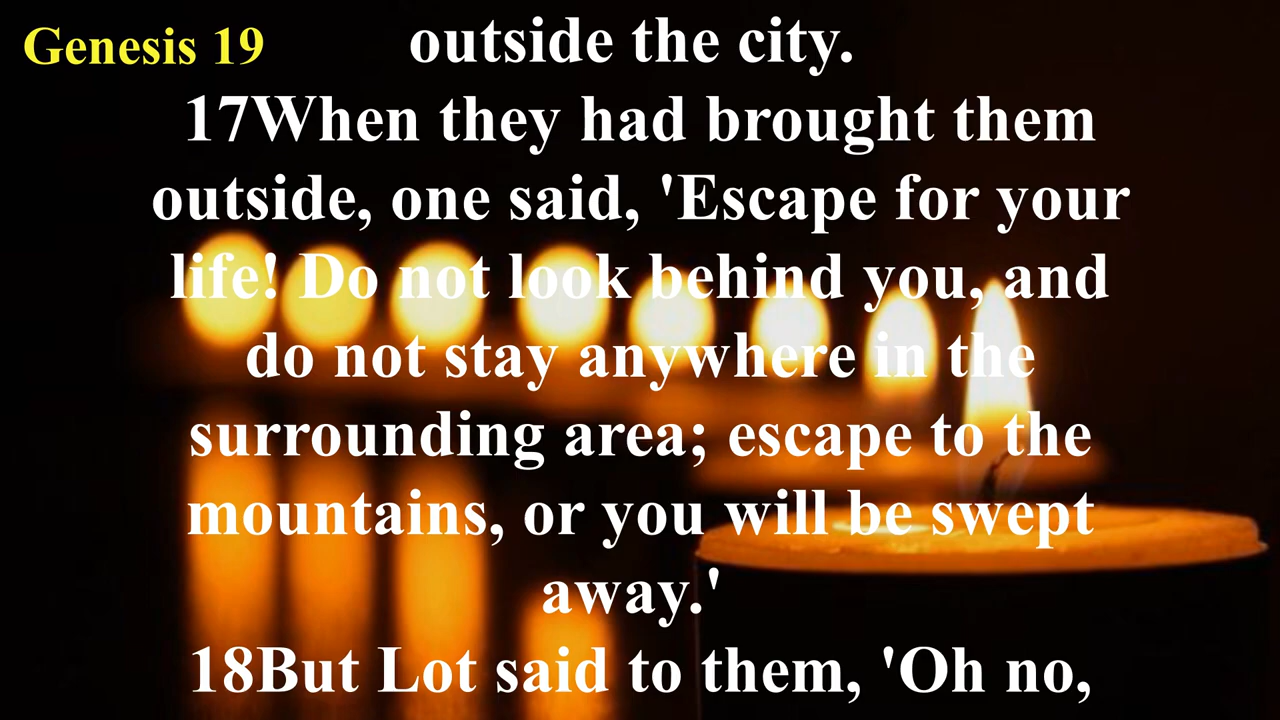 Genesis 19
outside the city.
17When they had brought them
outside, one said, 'Escape for your
life! Do not look behind you, and
do not stay anywhere in the
surrounding area; escape to the
mountains, or you will be swept
away.'
18But Lot said to them, 'Oh no,